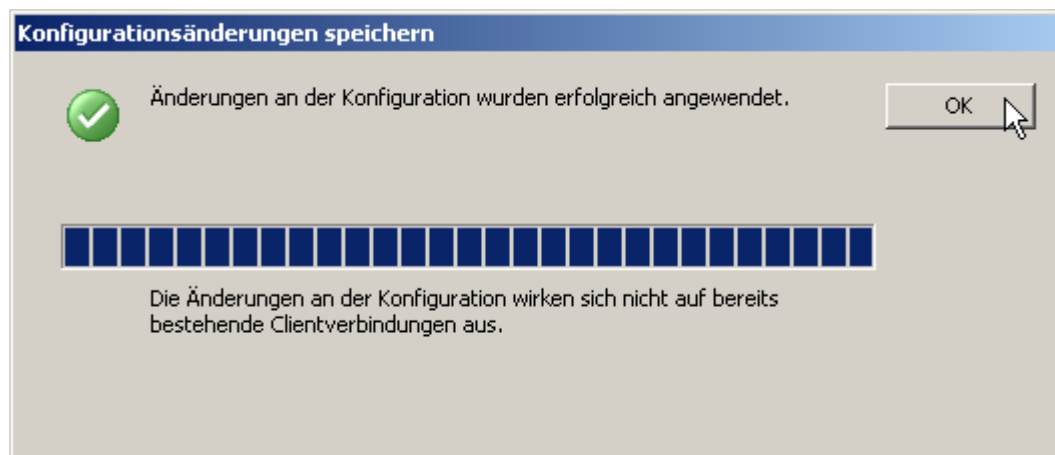 Konfigurationsänderungen speichern
Änderungen an der Konfiguration wurden erfolgreich angewendet.
OK
Die Änderungen an der Konfiguration wirken sich nicht auf bereits
bestehende Clientverbindungen aus.